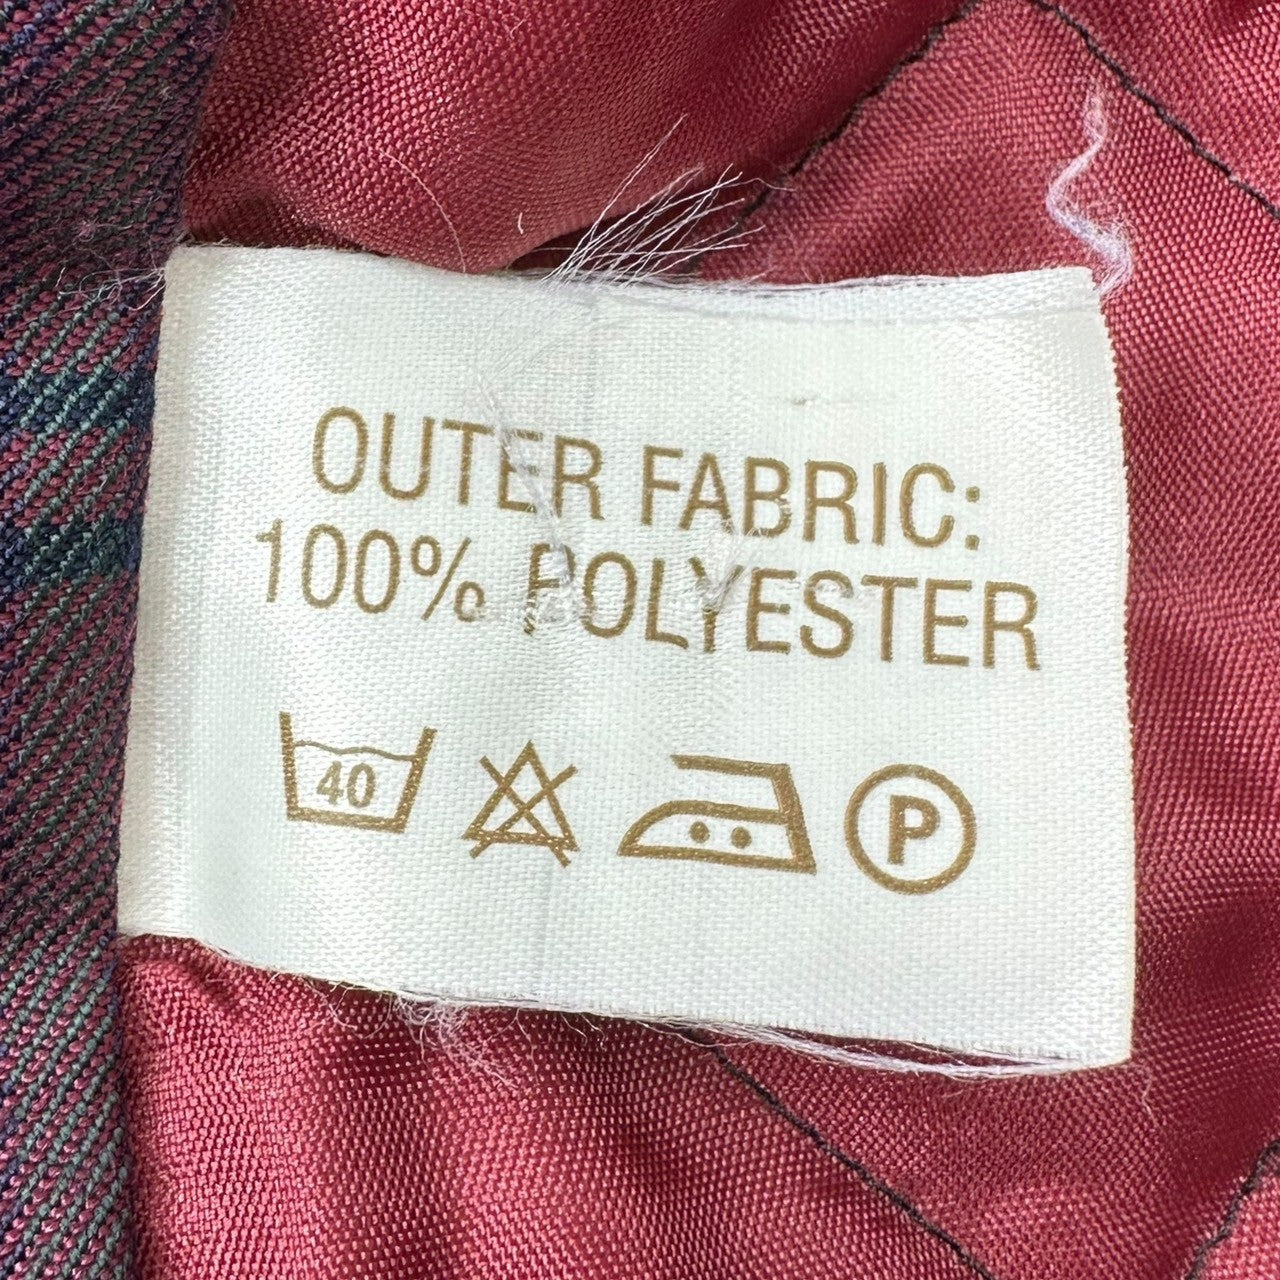 OUTER FABRIC:
100% POLYESTER
40 P